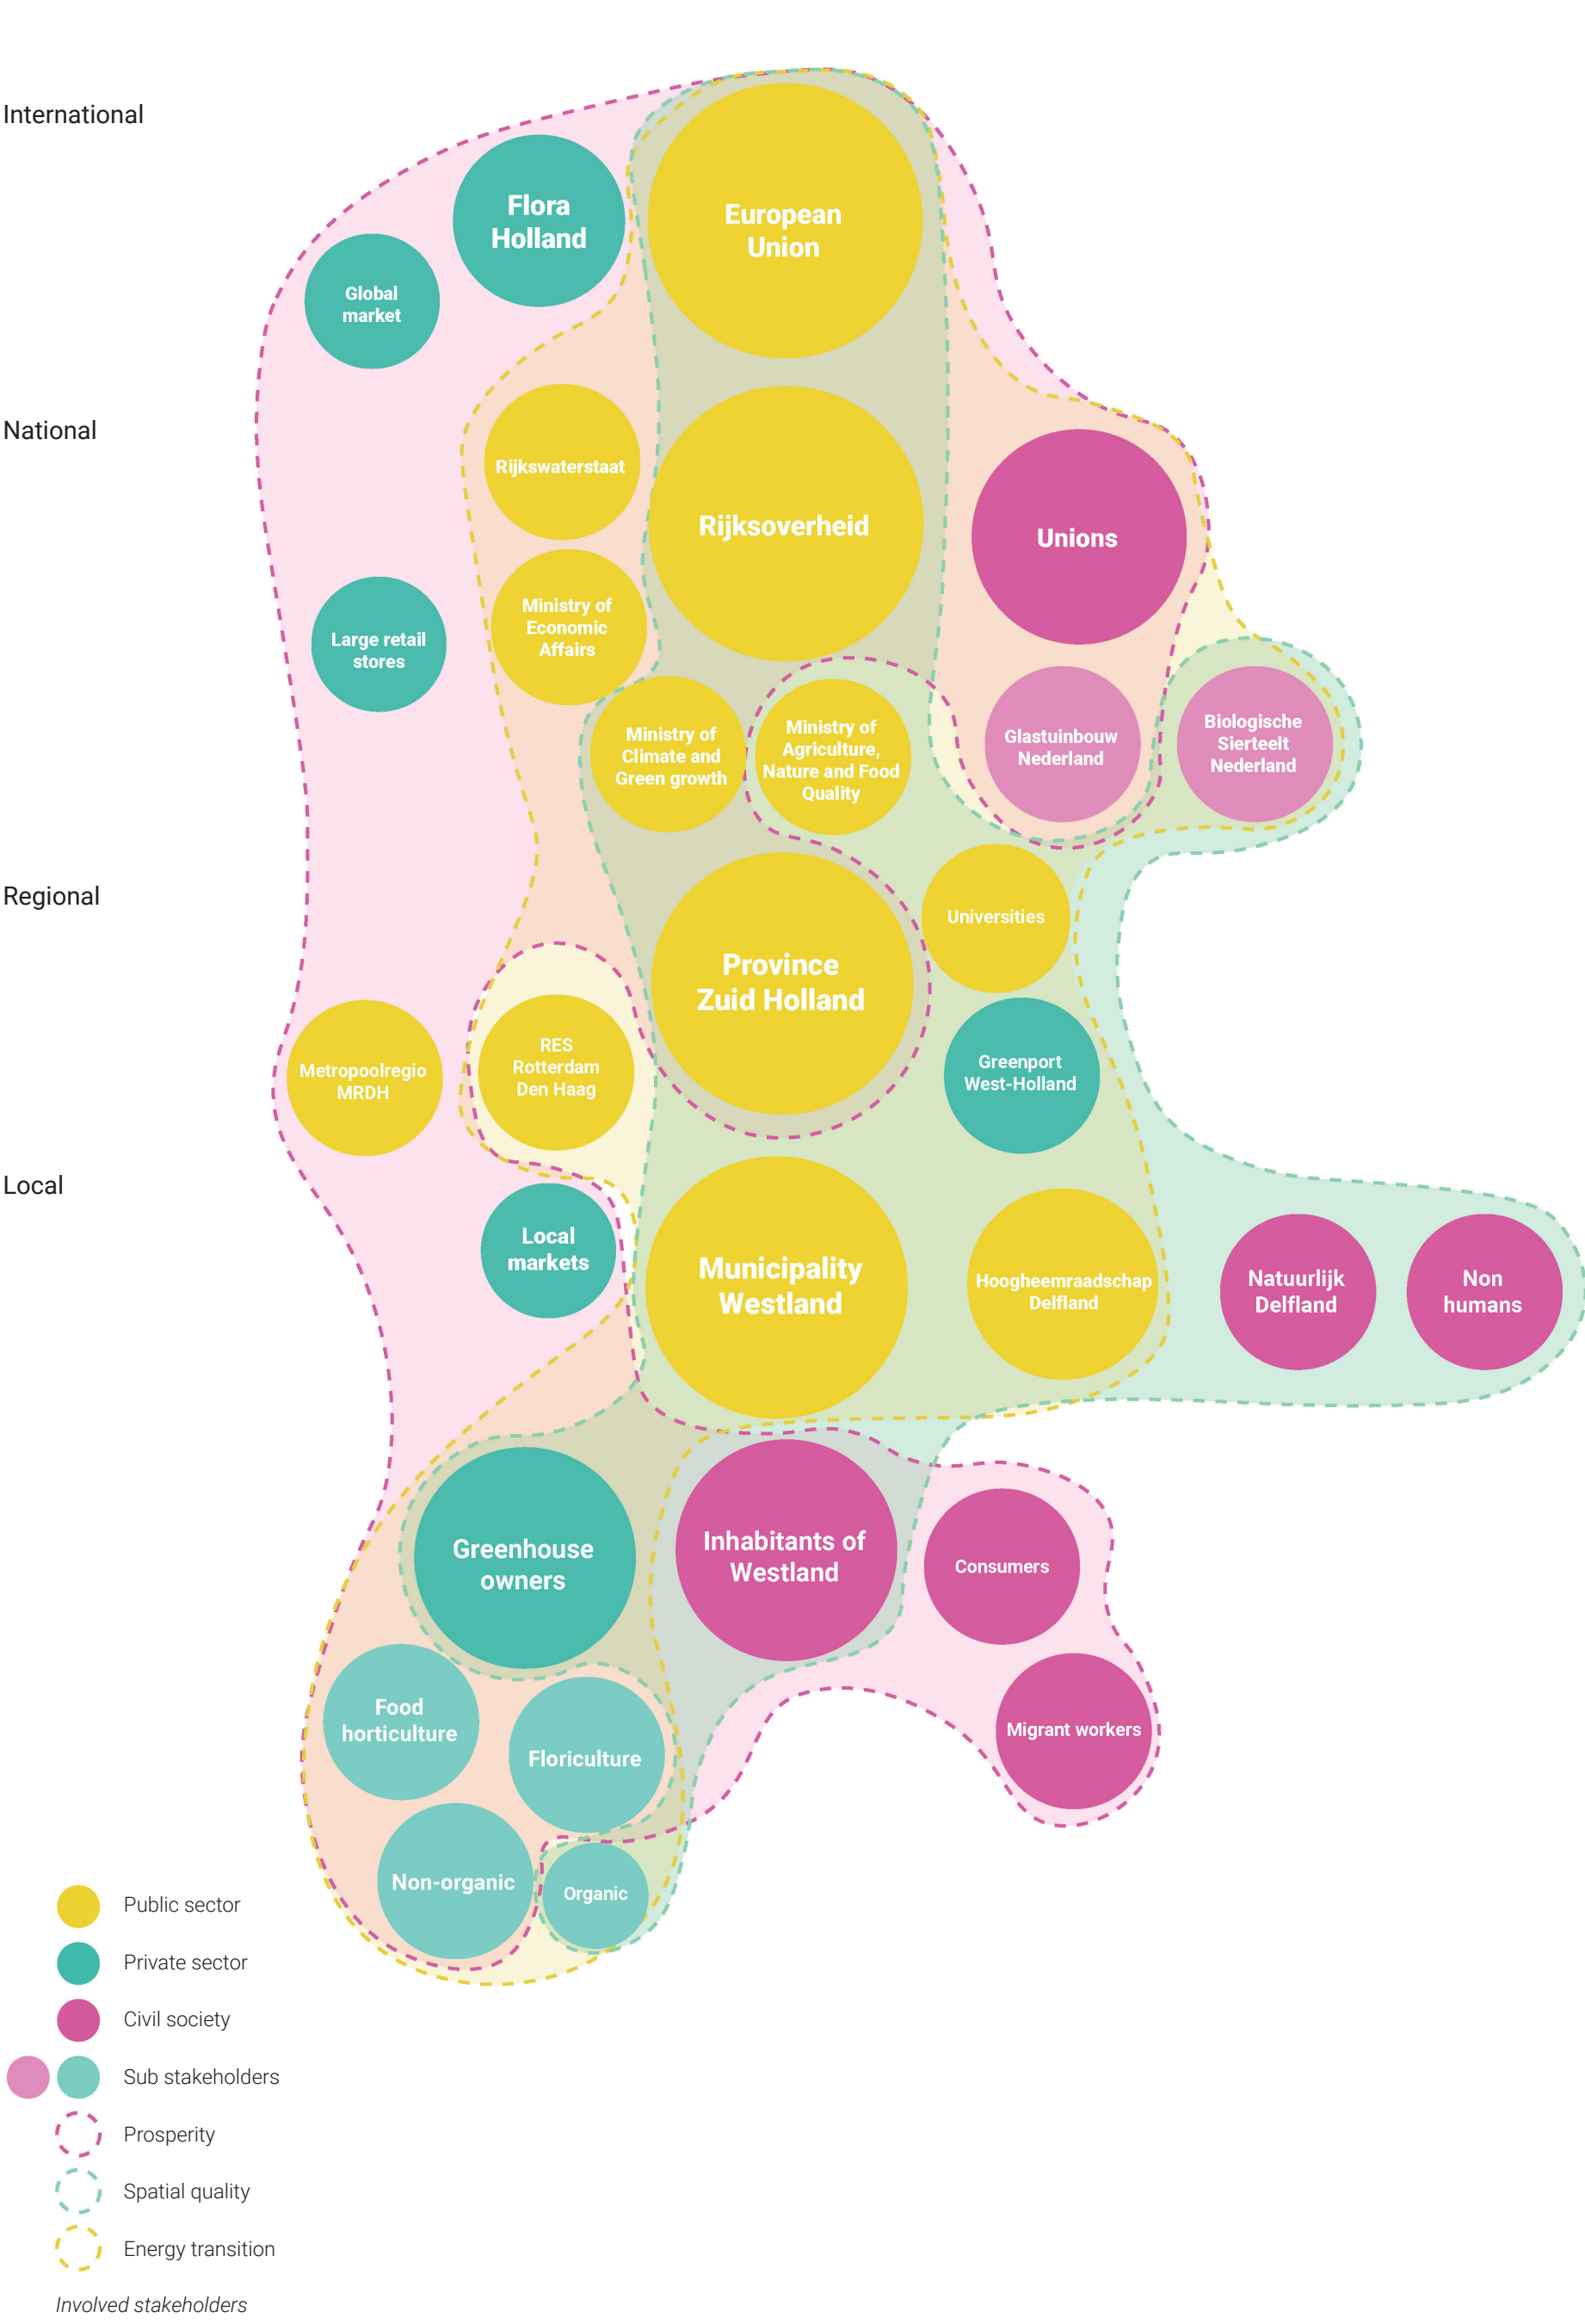 International
Flora
Holland
European
Union
Global
market
National
Rijkswaterstaat
Rijksoverheid
Unions
Ministry of
Economic
Affairs
Large retail
stores
Ministry of
Climate and
Green growth
Ministry of
Agriculture,
Nature and Food
Quality
Glastuinbouw
Nederland
Biologische
Sierteelt
Nederland
Regional
Universities
Province
Zuid Holland
Metropoolregio
MRDH
RES
Rotterdam
Den Haag
Greenport
West-Holland
Local
Local
markets
Municipality
Westland
Hoogheemraadschap
Delfland
Natuurlijk
Delfland
Non
humans
Greenhouse
owners
Inhabitants of
Westland
Consumers
Food
horticulture
Floriculture
Migrant workers
Non-organic
Organic
Public sector
Private sector
Civil society
Sub stakeholders
Prosperity
Spatial quality
Energy transition
Involved stakeholders